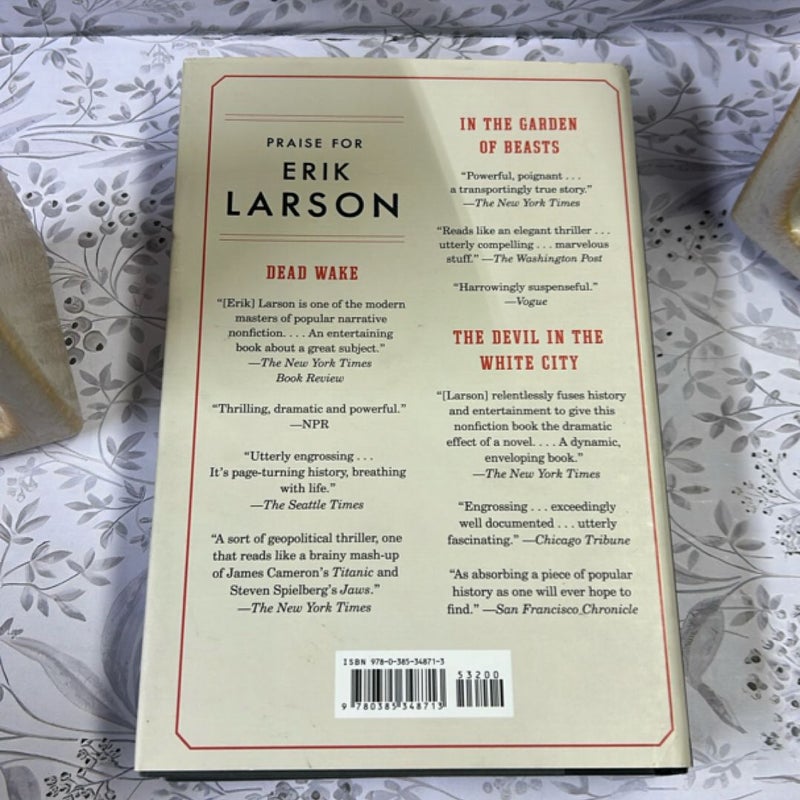 PRAISE FOR
ERIK
LARSON
DEAD WAKE
“[Erik] Larson is one of the modern
masters of popular narrative
nonfiction. . . . An entertaining
book about a great subject.”
—The New York Times
Book Review
“Thrilling, dramatic and powerful.”
—NPR
“Utterly engrossing . . .
It’s page-turning history, breathing
with life.”
—The Seattle Times
“A sort of geopolitical thriller, one
that reads like a brainy mash-up
of James Cameron’s Titanic and
Steven Spielberg’s Jaws.”
—The New York Times
IN THE GARDEN
OF BEASTS
“Powerful, poignant . . .
a transportingly true story.”
—The New York Times
“Reads like an elegant thriller . . .
utterly compelling . . . marvelous
stuff.” —The Washington Post
“Harrowingly suspenseful.”
—Vogue
THE DEVIL IN THE
WHITE CITY
“[Larson] relentlessly fuses history
and entertainment to give this
nonfiction book the dramatic
effect of a novel. . . . A dynamic,
enveloping book.”
—The New York Times
“Engrossing . . . exceedingly
well documented . . . utterly
fascinating.” —Chicago Tribune
“As absorbing a piece of popular
history as one will ever hope to
find.” —San Francisco Chronicle
ISBN 978-0-385-34871-3
53200
9 780385 348713